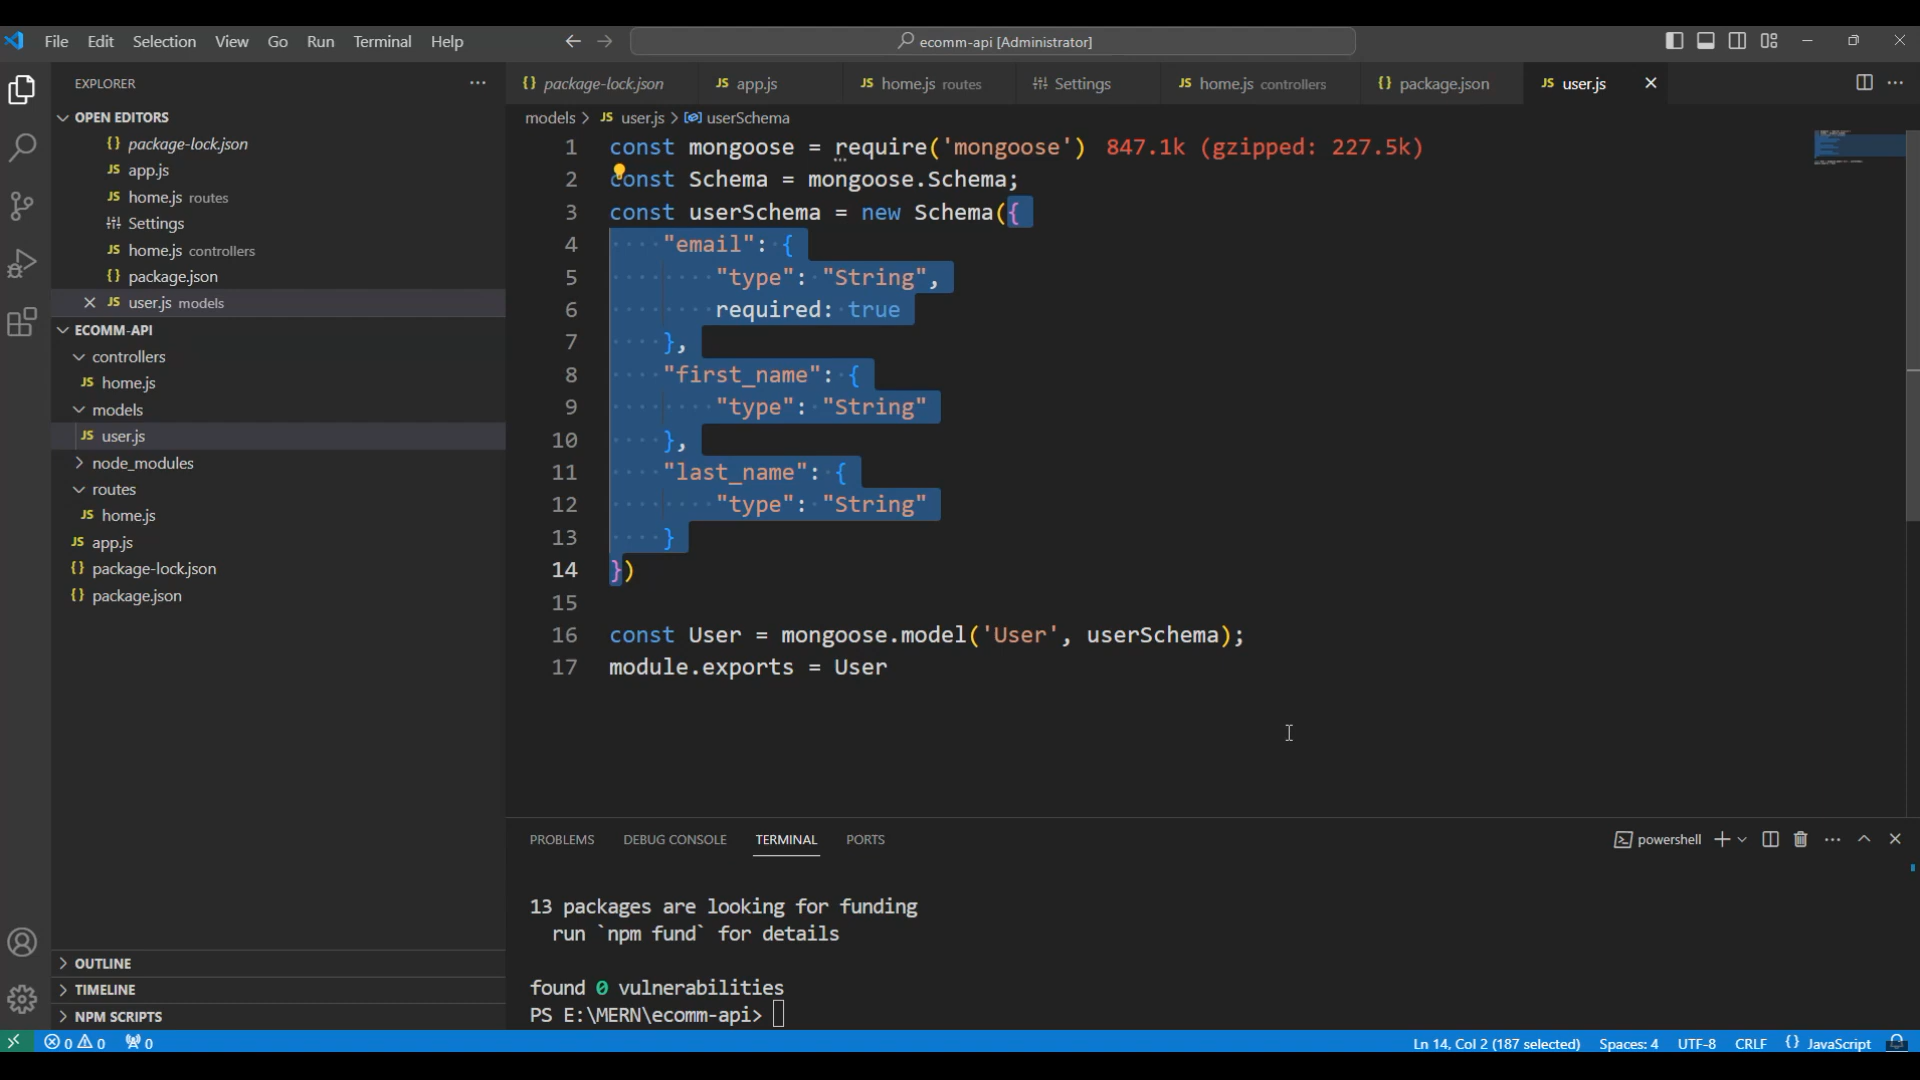 File Edit Selection View Go Run Terminal Help ecomm-api [Administrator]
EXPLORER
OPEN EDITORS
package-lock.json
app.js
home.js routes
Settings
home.js controllers
package.json
user.js models
ECOMM-API
controllers
home.js
models
user.js
node_modules
routes
home.js
app.js
package-lock.json
package.json
OUTLINE
TIMELINE
NPM SCRIPTS
package-lock.json app.js home.js routes Settings home.js controllers package.json user.js
models > JS user.js > userSchema
1 const mongoose = require('mongoose') 847.1k (gzipped: 227.5k)
2 const Schema = mongoose.Schema;
3 const userSchema = new Schema({
4 "email": {
5 "type": "String",
6 required: true
7 },
8 "first_name": {
9 "type": "String"
10 },
11 "last_name": {
12 "type": "String"
13 }
14 })
15
16 const User = mongoose.model('User', userSchema);
17 module.exports = User
PROBLEMS DEBUG CONSOLE TERMINAL PORTS powershell
13 packages are looking for funding
run `npm fund` for details
found 0 vulnerabilities
PS E:\MERN\ecomm-api>
0 0 0 Ln 14, Col 2 (187 selected) Spaces: 4 UTF-8 CRLF {} JavaScript